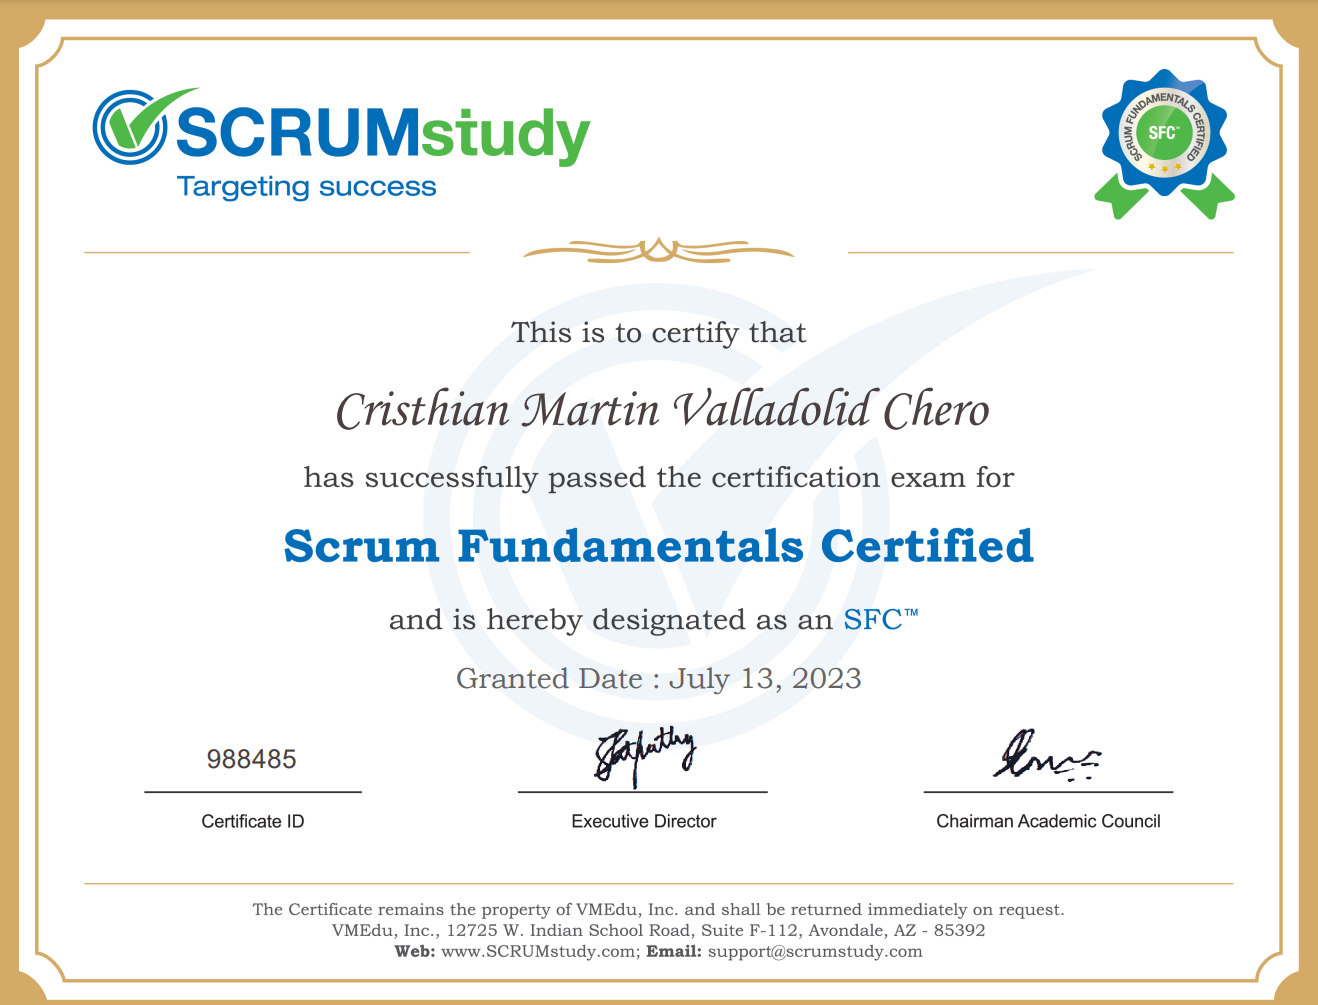 SCRUMstudy
Targeting success
SCRUM FUNDAMENTALS CERTIFIED
SFC™
This is to certify that
Cristhian Martin Valladolid Chero
has successfully passed the certification exam for
Scrum Fundamentals Certified
and is hereby designated as an SFC™
Granted Date : July 13, 2023
988485
Certificate ID
Executive Director
Chairman Academic Council
The Certificate remains the property of VMEdu, Inc. and shall be returned immediately on request.
VMEdu, Inc., 12725 W. Indian School Road, Suite F-112, Avondale, AZ - 85392
Web: www.SCRUMstudy.com; Email: support@scrumstudy.com